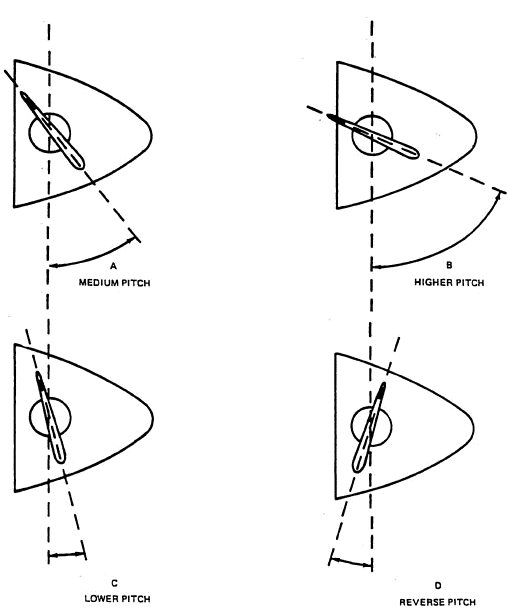 A
MEDIUM PITCH
B
HIGHER PITCH
C
LOWER PITCH
D
REVERSE PITCH